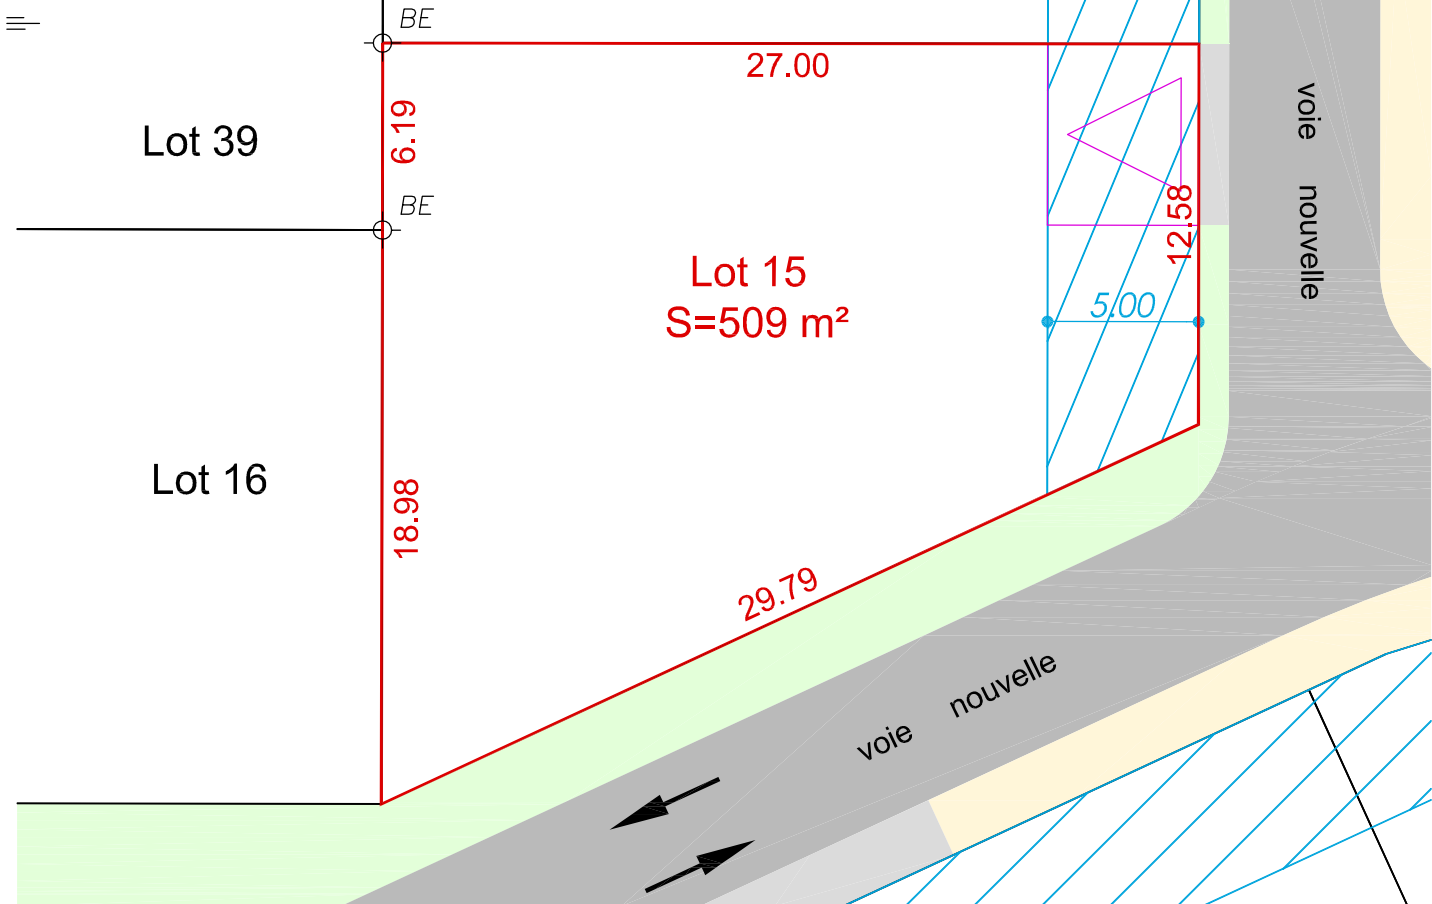 BE
27.00
6.19
Lot 39
voie nouvelle
BE
12.58
Lot 15
S=509 m²
5.00
Lot 16
18.98
29.79
voie nouvelle